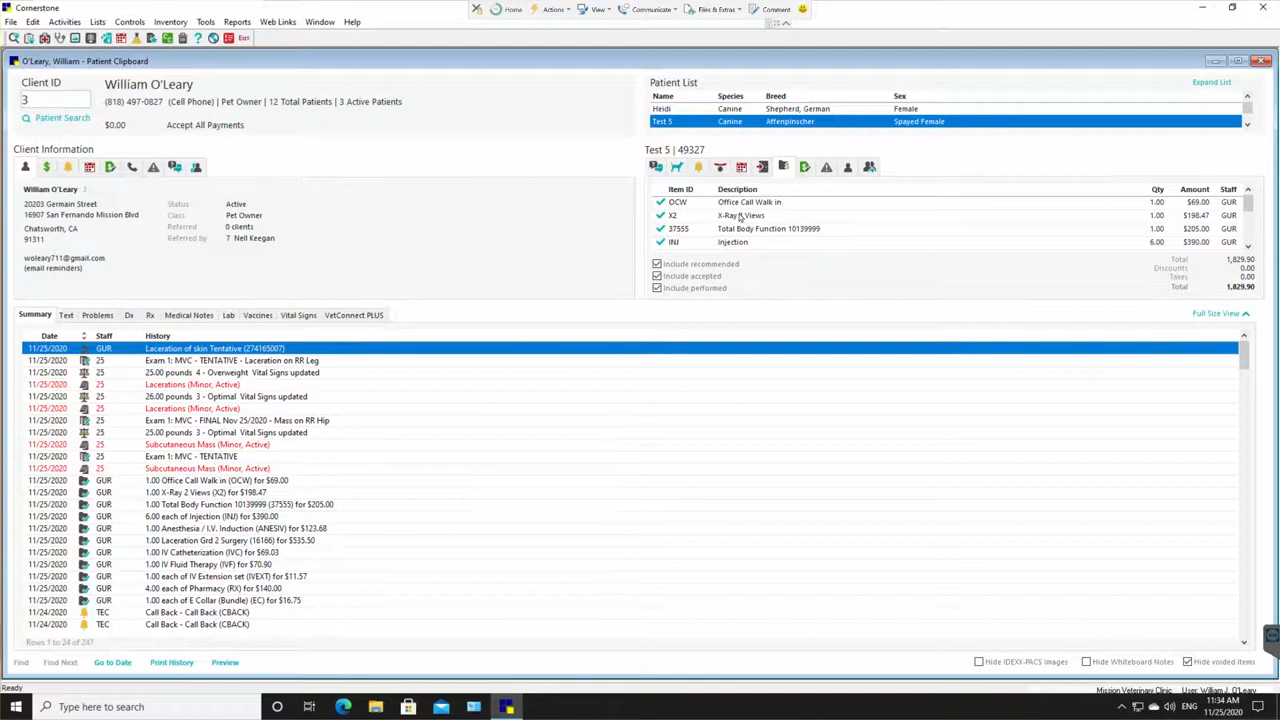 Cornerstone
Home Actions View Communicate Files & Extras Comment
File Edit Activities Lists Controls Inventory Tools Reports Web Links Window Help
EXIT
O'Leary, William - Patient Clipboard
Client ID William O'Leary
3 (818) 497-0827 (Cell Phone) | Pet Owner | 12 Total Patients | 3 Active Patients
Patient Search
$0.00 Accept All Payments
Patient List Expand List
Name Species Breed Sex
Heidi Canine Shepherd, German Female
Test 5 Canine Affenpinscher Spayed Female
Client Information
William O'Leary 3
20203 Germain Street Status Active
16907 San Fernando Mission Blvd Class Pet Owner
Chatsworth, CA Referred 0 clients
91311 Referred by 7 Nell Keegan
woleary711@gmail.com
(email reminders)
Test 5 | 49327
Item ID Description Qty Amount Staff
OCW Office Call Walk in 1.00 $69.00 GUR
X2 X-Ray 2 Views 1.00 $198.47 GUR
37555 Total Body Function 10139999 1.00 $205.00 GUR
INJ Injection 6.00 $390.00 GUR
Include recommended Total 1,829.90
Discounts 0.00
Include accepted Taxes 0.00
Include performed Total 1,829.90
Summary Text Problems Dx Rx Medical Notes Lab Vaccines Vital Signs VetConnect PLUS Full Size View
Date Staff History
11/25/2020 GUR Laceration of skin Tentative (274165007)
11/25/2020 25 Exam 1: MVC - TENTATIVE - Laceration on RR Leg
11/25/2020 25 25.00 pounds 4 - Overweight Vital Signs updated
11/25/2020 25 Lacerations (Minor, Active)
11/25/2020 25 26.00 pounds 3 - Optimal Vital Signs updated
11/25/2020 25 Lacerations (Minor, Active)
11/25/2020 25 Exam 1: MVC - FINAL Nov 25/2020 - Mass on RR Hip
11/25/2020 25 25.00 pounds 3 - Optimal Vital Signs updated
11/25/2020 25 Subcutaneous Mass (Minor, Active)
11/25/2020 25 Exam 1: MVC - TENTATIVE
11/25/2020 25 Subcutaneous Mass (Minor, Active)
11/25/2020 GUR 1.00 Office Call Walk in (OCW) for $69.00
11/25/2020 GUR 1.00 X-Ray 2 Views (X2) for $198.47
11/25/2020 GUR 1.00 Total Body Function 10139999 (37555) for $205.00
11/25/2020 GUR 6.00 each of Injection (INJ) for $390.00
11/25/2020 GUR 1.00 Anesthesia / I.V. Induction (ANESIV) for $123.68
11/25/2020 GUR 1.00 Laceration Grd 2 Surgery (16166) for $535.50
11/25/2020 GUR 1.00 IV Catheterization (IVC) for $69.03
11/25/2020 GUR 1.00 IV Fluid Therapy (IVF) for $70.90
11/25/2020 GUR 1.00 each of IV Extension set (IVEXT) for $11.57
11/25/2020 GUR 4.00 each of Pharmacy (RX) for $140.00
11/25/2020 GUR 1.00 each of E Collar (Bundle) (EC) for $16.75
11/24/2020 TEC Call Back - Call Back (CBACK)
11/24/2020 TEC Call Back - Call Back (CBACK)
Rows 1 to 24 of 247
Find Find Next Go to Date Print History Preview Hide IDEXX-PACS images Hide Whiteboard Notes Hide voided items
Ready Mission Veterinary Clinic User: William J. O'Leary
Type here to search ENG 11:34 AM
11/25/2020